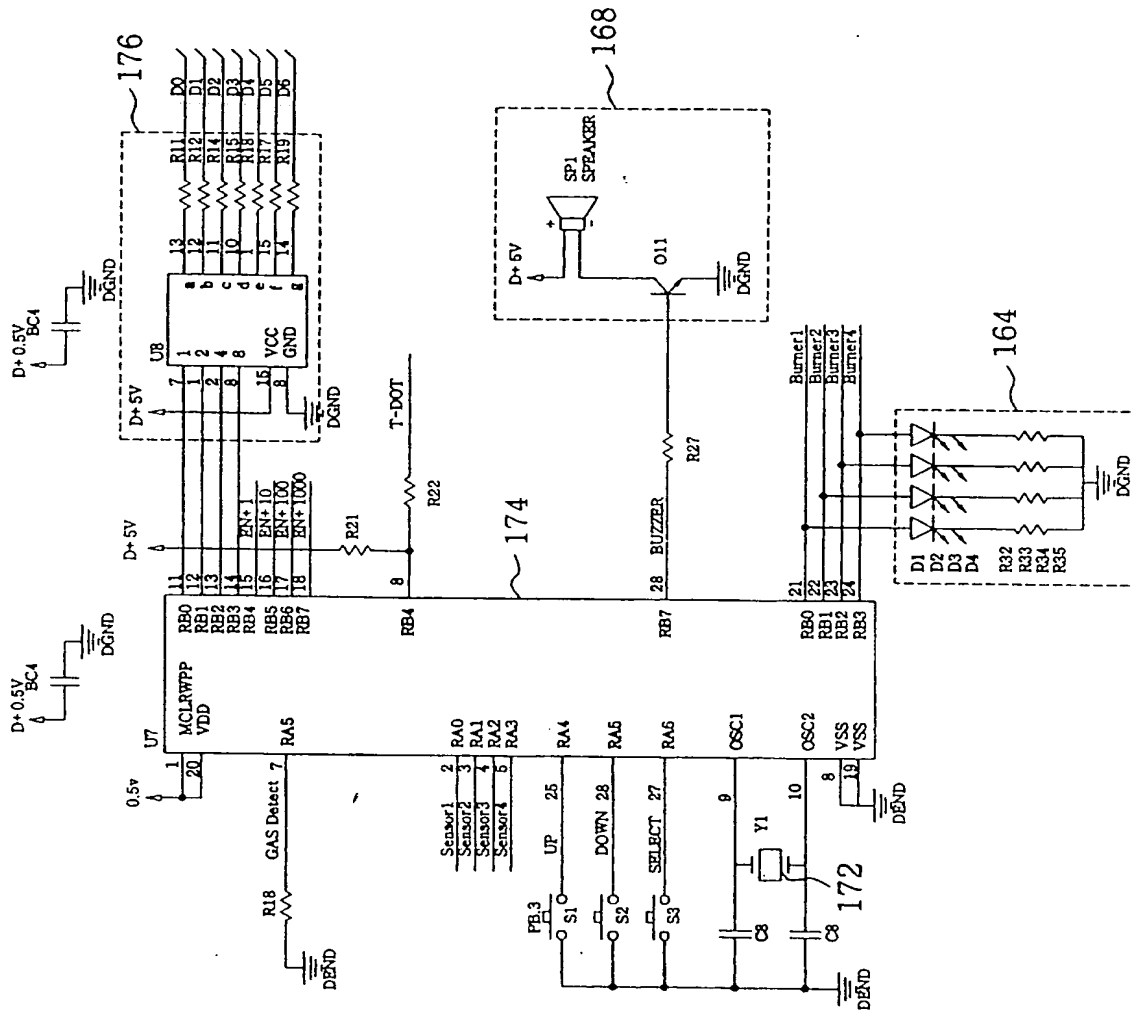 176
D0
D1
D2
D3
D4
D5
D6
R11
R12
R14
R15
R18
R17
R19
13
12
11
10
1
15
14
a
b
c
d
e
f
g
U8
1
2
4
8
VCC
GND
7
1
2
8
15
8
D+5V
DGND
D+0.5V
BC4
DGND
168
SP1
SPEAKER
+
-
D+5V
O11
DGND
T-DOT
R22
R21
D+5V
EN+1
EN+10
EN+100
EN+1000
11
12
13
14
15
16
17
18
RB0
RB1
RB2
RB3
RB4
RB5
RB6
RB7
8
RB4
174
BUZZER
R27
28
RB7
Burner1
Burner2
Burner3
Burner4
164
21
22
23
24
RB0
RB1
RB2
RB3
D1
D2
D3
D4
R32
R33
R34
R35
DGND
D+0.5V
BC4
DGND
U7
MCLRWPP
VDD
1
20
0.5v
RA5
7
GAS Detect
R18
DEND
RA0
RA1
RA2
RA3
2
3
4
5
Sensor1
Sensor2
Sensor3
Sensor4
RA4
RA5
RA6
25
28
27
UP
DOWN
SELECT
PB.3
S1
S2
S3
OSC1
OSC2
9
10
Y1
172
C8
C8
DEND
VSS
VSS
8
19
DEND